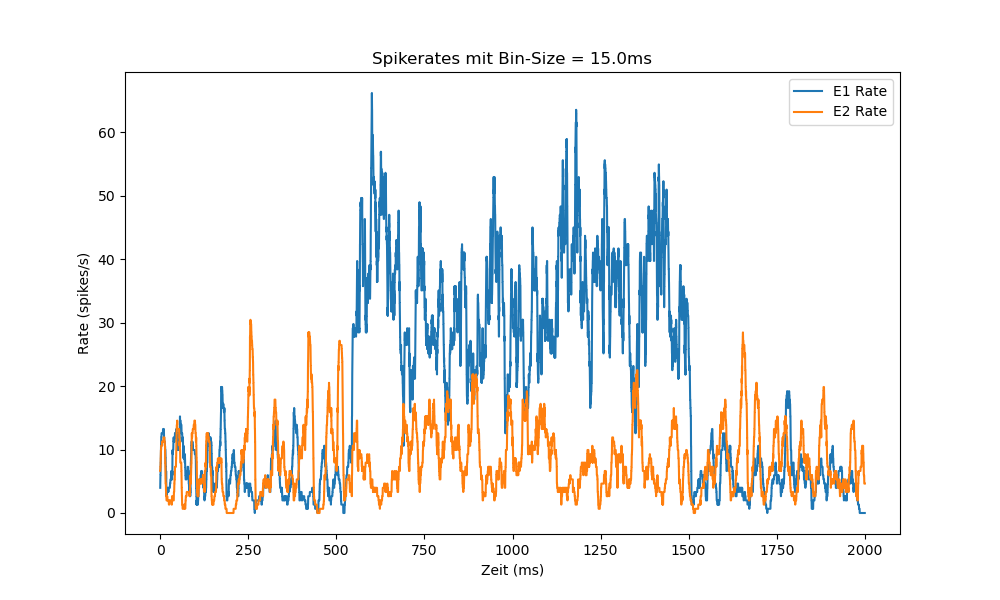 Spikerates mit Bin-Size = 15.0ms
E1 Rate
E2 Rate
Rate (spikes/s)
60
50
40
30
20
10
0
0 250 500 750 1000 1250 1500 1750 2000
Zeit (ms)